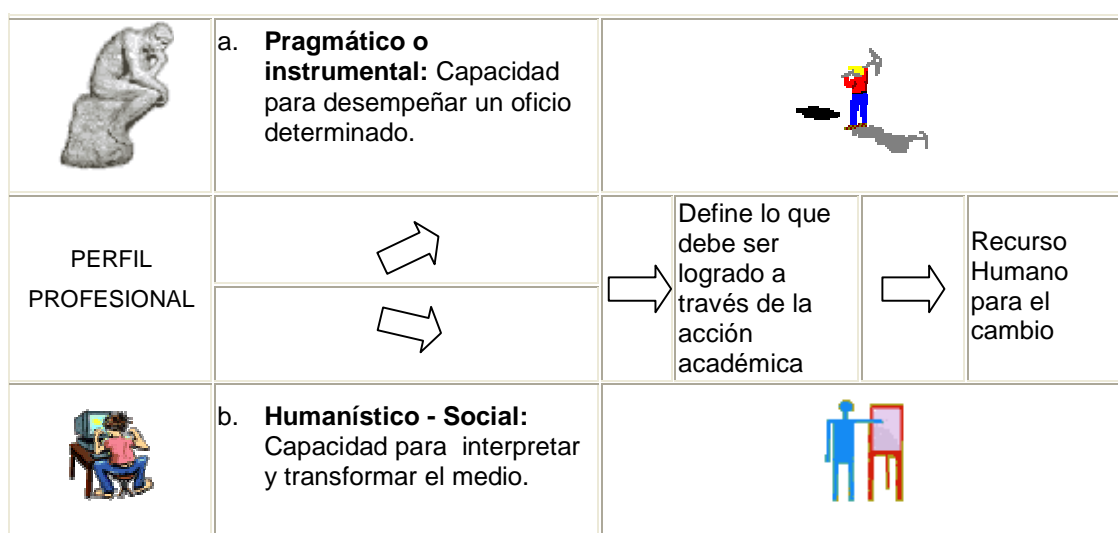 a. Pragmático o
instrumental: Capacidad
para desempeñar un oficio
determinado.
PERFIL
PROFESIONAL
Define lo que
debe ser
logrado a
través de la
acción
académica
Recurso
Humano
para el
cambio
b. Humanístico - Social:
Capacidad para interpretar
y transformar el medio.